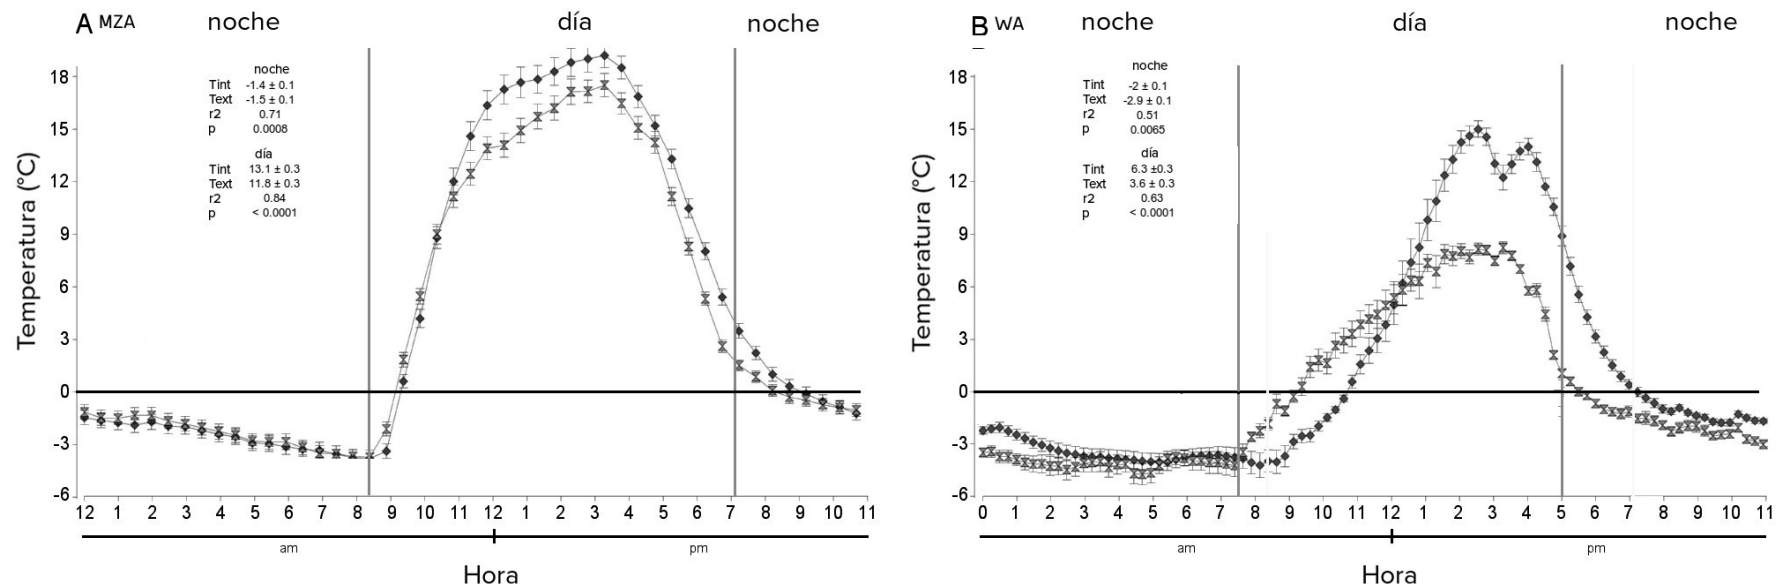 A MZA
noche
día
noche
noche
Tint -1.4 ± 0.1
Text -1.5 ± 0.1
r2 0.71
p 0.0008
día
Tint 13.1 ± 0.3
Text 11.8 ± 0.3
r2 0.84
p < 0.0001
Temperatura (°C)
18
15
12
9
6
3
0
-3
-6
12 1 2 3 4 5 6 7 8 9 10 11 12 1 2 3 4 5 6 7 8 9 10 11
am
pm
Hora
B WA
noche
día
noche
noche
Tint -2 ± 0.1
Text -2.9 ± 0.1
r2 0.51
p 0.0065
día
Tint 6.3 ±0.3
Text 3.6 ± 0.3
r2 0.63
p < 0.0001
Temperatura (°C)
18
15
12
9
6
3
0
-3
-6
0 1 2 3 4 5 6 7 8 9 10 11 12 1 2 3 4 5 6 7 8 9 10 11
am
pm
Hora